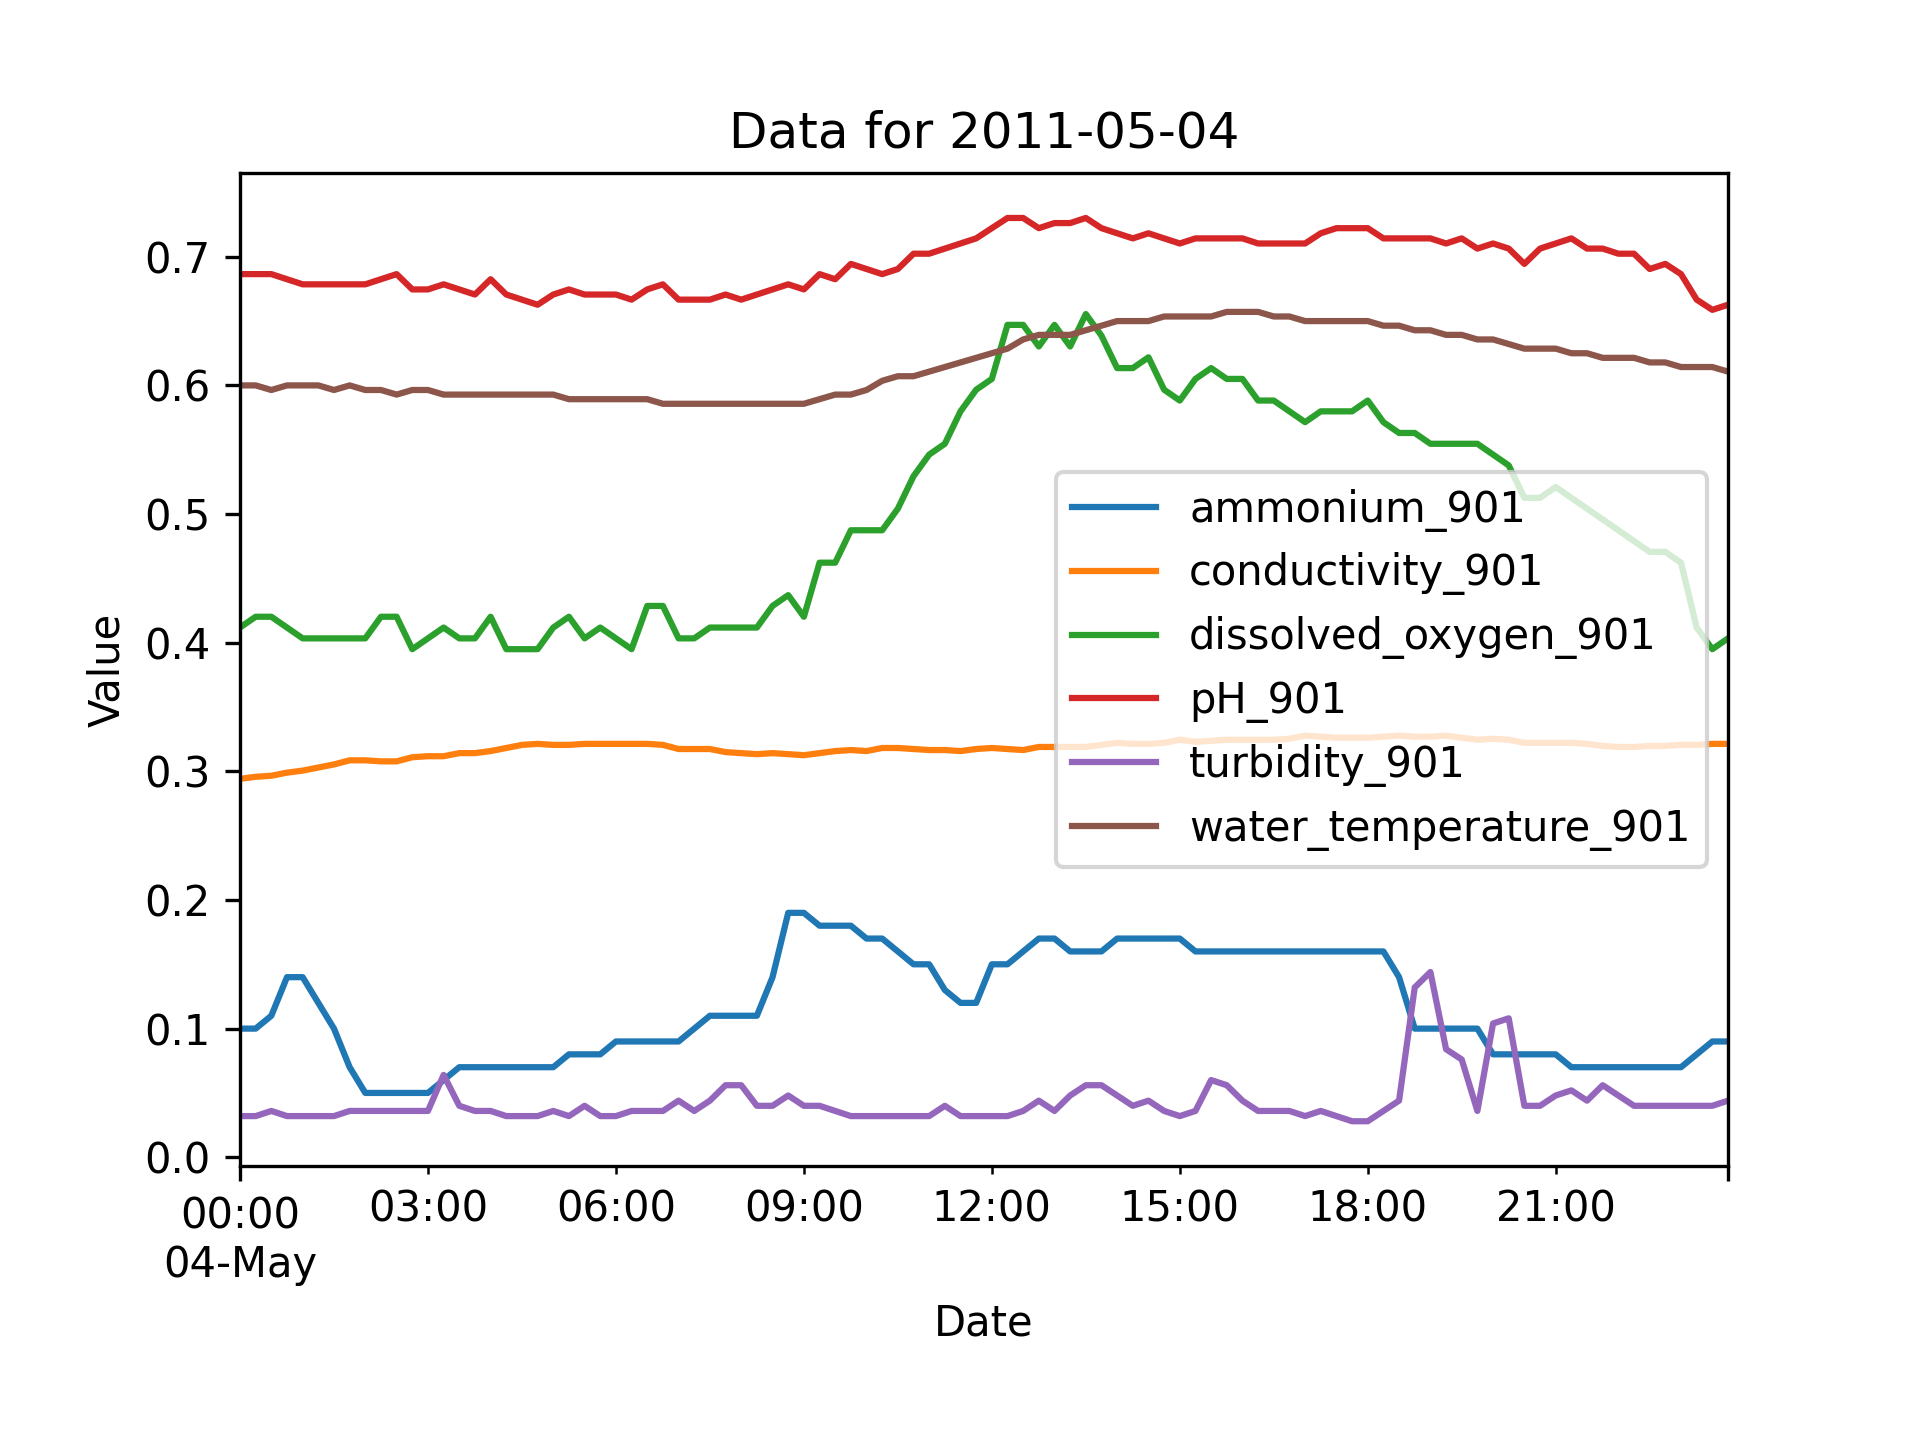 Data for 2011-05-04
Value
0.7
0.6
0.5
0.4
0.3
0.2
0.1
0.0
ammonium_901
conductivity_901
dissolved_oxygen_901
pH_901
turbidity_901
water_temperature_901
00:00 03:00 06:00 09:00 12:00 15:00 18:00 21:00
04-May
Date